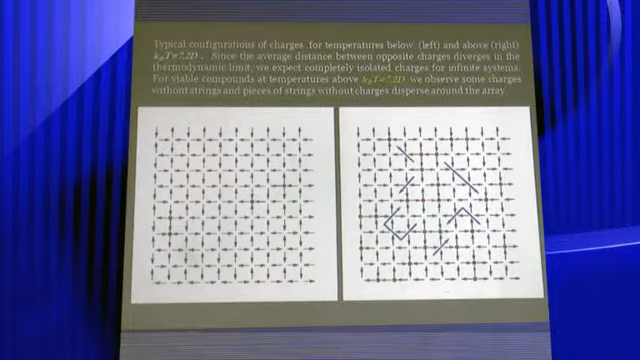 Typical configurations of charges for temperatures below (left) and above (right)
k_BT=7.2D. Since the average distance between opposite charges diverges in the
thermodynamic limit, we expect completely isolated charges for infinite systems.
For viable compounds at temperatures above k_BT=7.2D we observe some charges
without strings and pieces of strings without charges disperse around the array.